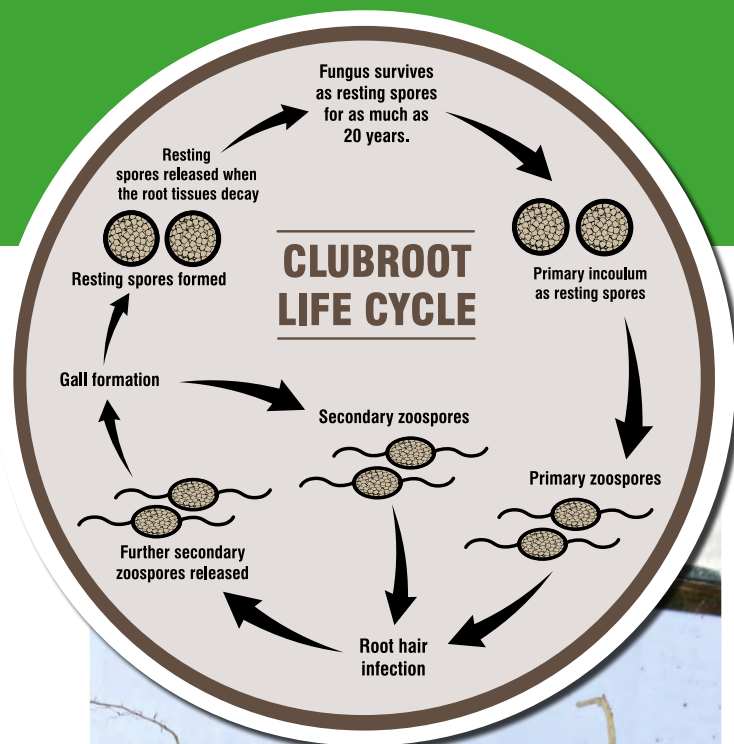 Fungus survives
as resting spores
for as much as
20 years.
Resting
spores released when
the root tissues decay
Resting spores formed
Primary incoulum
as resting spores
CLUBROOT
LIFE CYCLE
Gall formation
Secondary zoospores
Primary zoospores
Further secondary
zoospores released
Root hair
infection